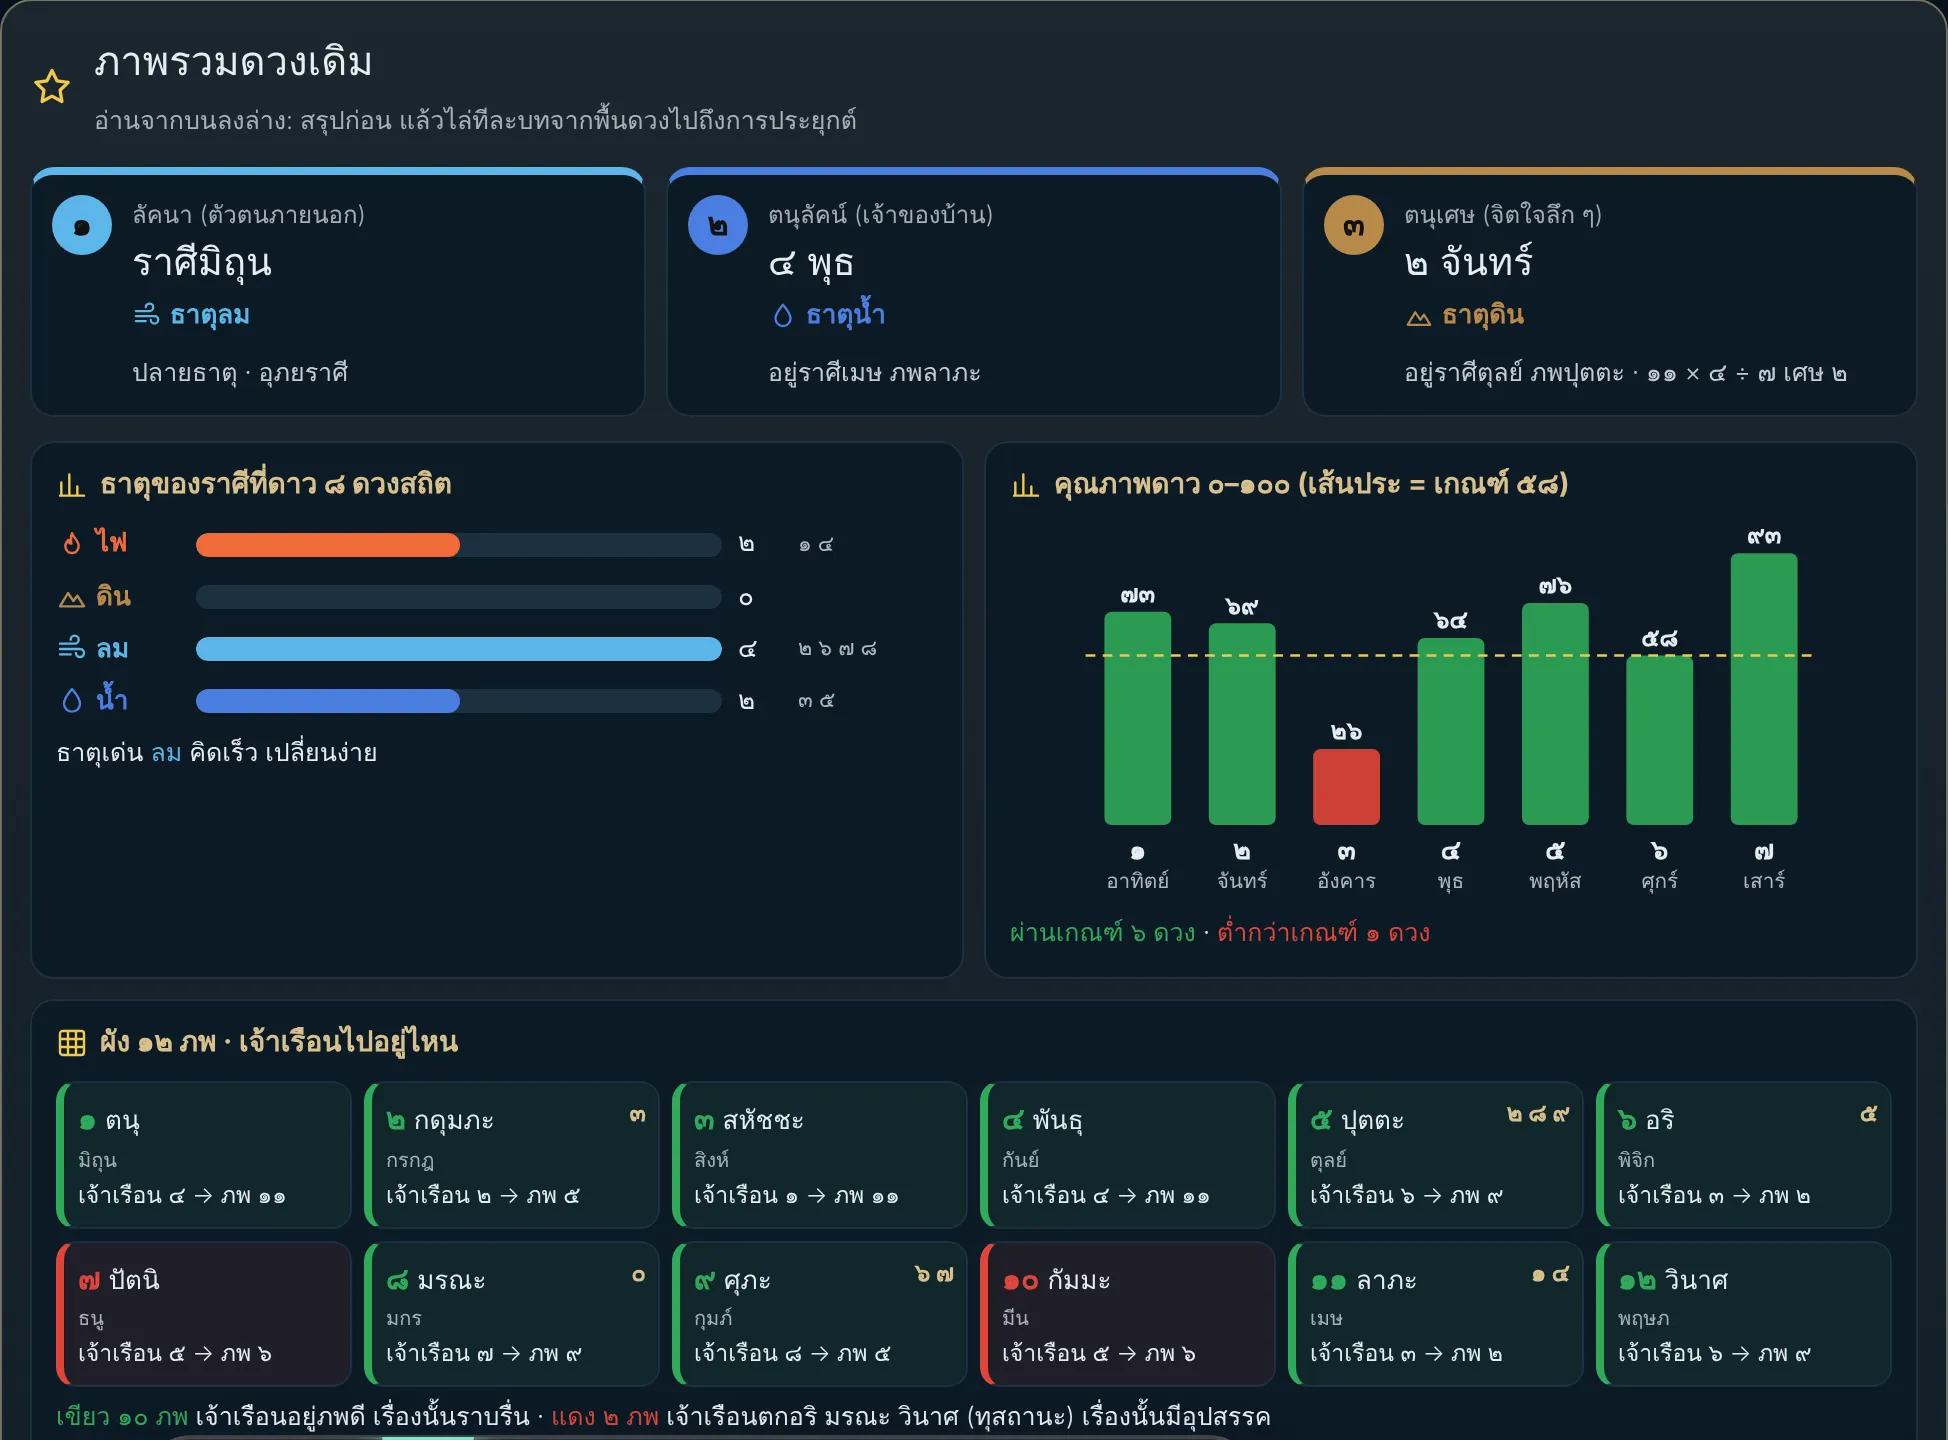 ภาพรวมดวงเดิม
อ่านจากบนลงล่าง: สรุปก่อน แล้วไล่ทีละบทจากพื้นดวงไปถึงการประยุกต์
๑
ลัคนา (ตัวตนภายนอก)
ราศีมิถุน
ธาตุลม
ปลายธาตุ · อุภยราศี
๒
ตนุลัคน์ (เจ้าของบ้าน)
๔ พุธ
ธาตุน้ำ
อยู่ราศีเมษ ภพลาภะ
๓
ตนุเศษ (จิตใจลึก ๆ)
๒ จันทร์
ธาตุดิน
อยู่ราศีตุลย์ ภพปุตตะ · ๑๑ × ๔ ÷ ๗ เศษ ๒
ธาตุของราศีที่ดาว ๘ ดวงสถิต
ไฟ ๒ ๑ ๔
ดิน ๐
ลม ๔ ๒ ๖ ๗ ๘
น้ำ ๒ ๓ ๕
ธาตุเด่น ลม คิดเร็ว เปลี่ยนง่าย
คุณภาพดาว ๐–๑๐๐ (เส้นประ = เกณฑ์ ๕๘)
๗๓ ๖๙ ๒๖ ๖๔ ๗๖ ๕๘ ๙๓
๑ ๒ ๓ ๔ ๕ ๖ ๗
อาทิตย์ จันทร์ อังคาร พุธ พฤหัส ศุกร์ เสาร์
ผ่านเกณฑ์ ๖ ดวง · ต่ำกว่าเกณฑ์ ๑ ดวง
ผัง ๑๒ ภพ · เจ้าเรือนไปอยู่ไหน
๑ ตนุ
มิถุน
เจ้าเรือน ๔ → ภพ ๑๑
๒ กดุมภะ ๓
กรกฎ
เจ้าเรือน ๒ → ภพ ๕
๓ สหัชชะ
สิงห์
เจ้าเรือน ๑ → ภพ ๑๑
๔ พันธุ
กันย์
เจ้าเรือน ๔ → ภพ ๑๑
๕ ปุตตะ ๒ ๘ ๙
ตุลย์
เจ้าเรือน ๖ → ภพ ๙
๖ อริ ๕
พิจิก
เจ้าเรือน ๓ → ภพ ๒
๗ ปัตนิ
ธนู
เจ้าเรือน ๕ → ภพ ๖
๘ มรณะ ๐
มกร
เจ้าเรือน ๗ → ภพ ๙
๙ ศุภะ ๖ ๗
กุมภ์
เจ้าเรือน ๘ → ภพ ๕
๑๐ กัมมะ
มีน
เจ้าเรือน ๕ → ภพ ๖
๑๑ ลาภะ ๑ ๔
เมษ
เจ้าเรือน ๓ → ภพ ๒
๑๒ วินาศ
พฤษภ
เจ้าเรือน ๖ → ภพ ๙
เขียว ๑๐ ภพ เจ้าเรือนอยู่ภพดี เรื่องนั้นราบรื่น · แดง ๒ ภพ เจ้าเรือนตกอริ มรณะ วินาศ (ทุสถานะ) เรื่องนั้นมีอุปสรรค